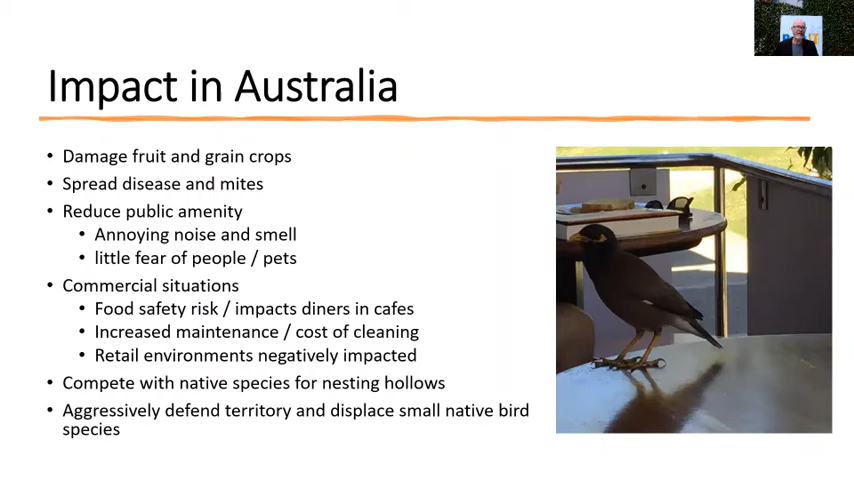 Impact in Australia
• Damage fruit and grain crops
• Spread disease and mites
• Reduce public amenity
• Annoying noise and smell
• little fear of people / pets
• Commercial situations
• Food safety risk / impacts diners in cafes
• Increased maintenance / cost of cleaning
• Retail environments negatively impacted
• Compete with native species for nesting hollows
• Aggressively defend territory and displace small native bird
species